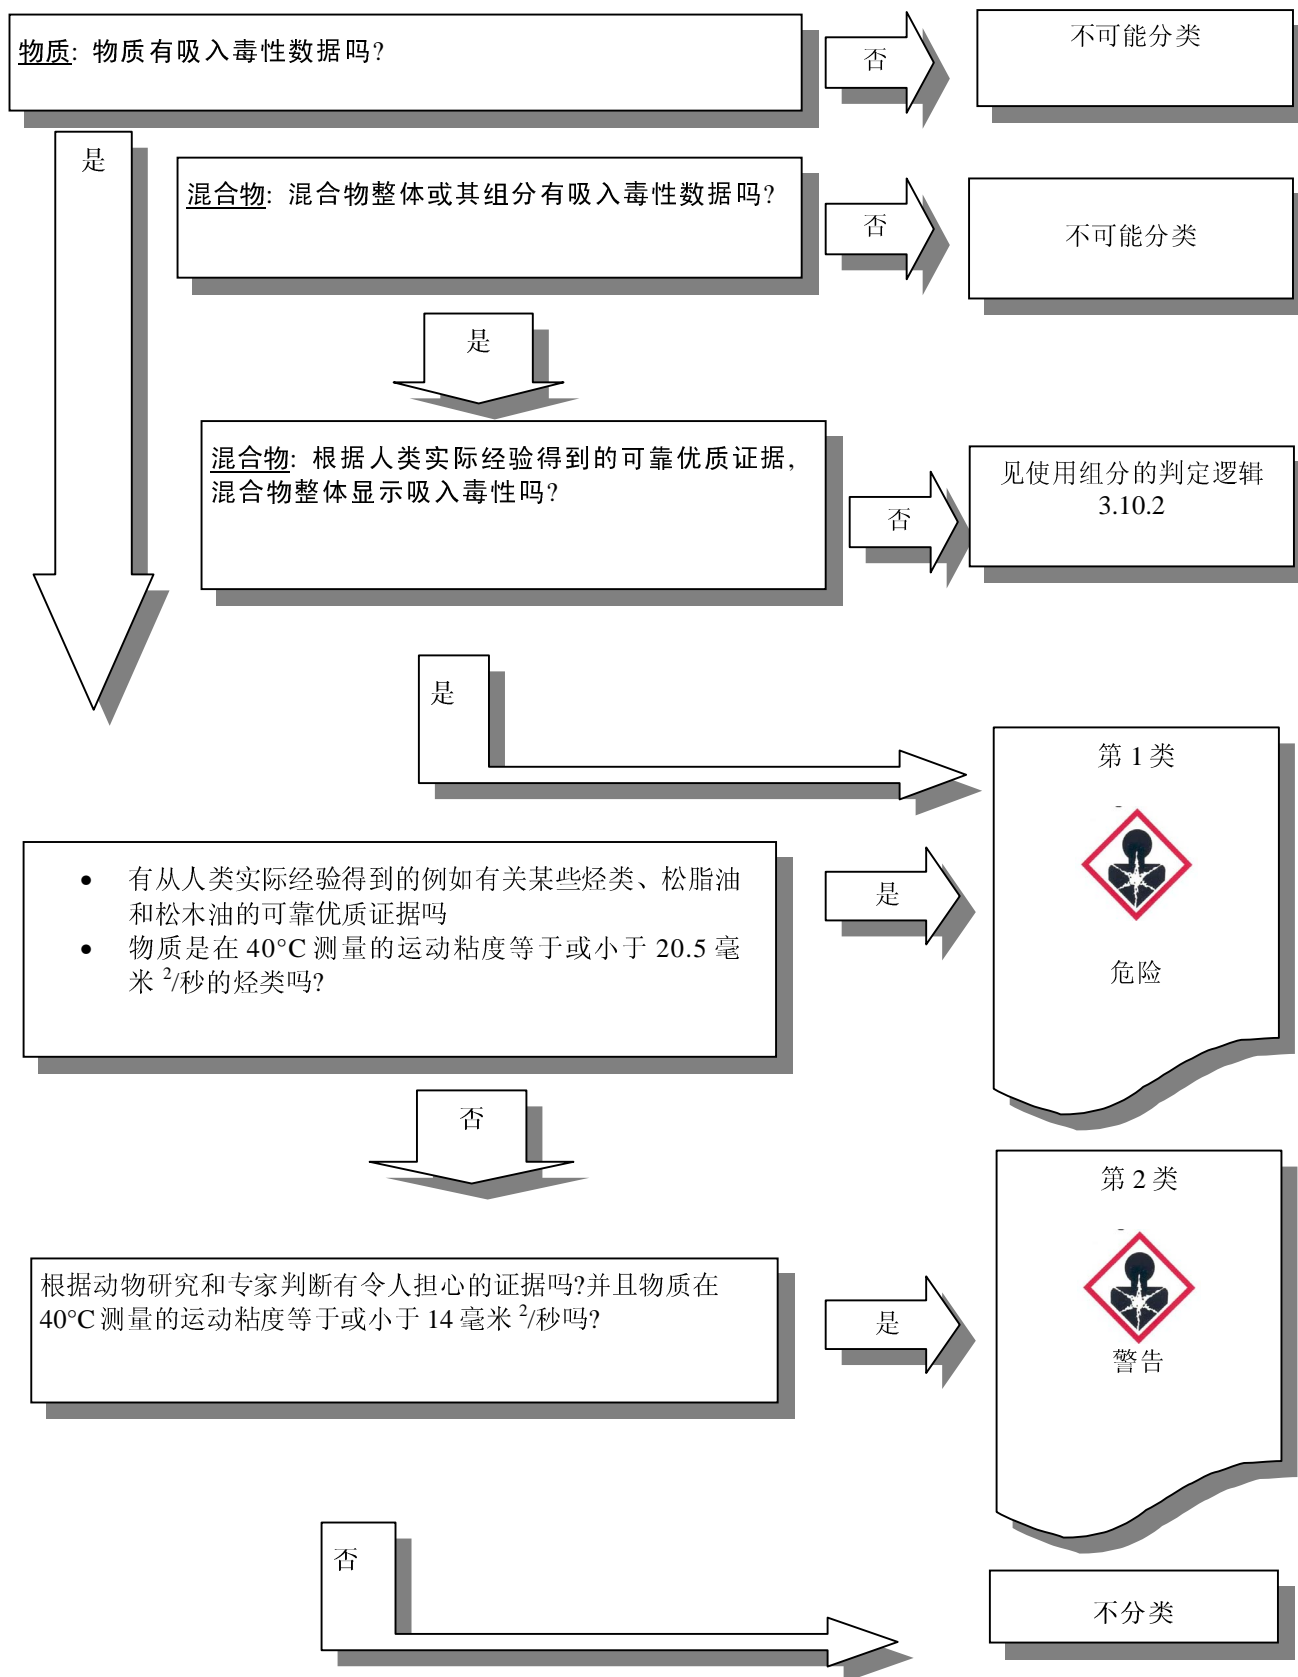 物质: 物质有吸入毒性数据吗?
否
不可能分类
是
混合物: 混合物整体或其组分有吸入毒性数据吗?
否
不可能分类
是
混合物: 根据人类实际经验得到的可靠优质证据,
混合物整体显示吸入毒性吗?
否
见使用组分的判定逻辑
3.10.2
是
第 1 类
危险
• 有从人类实际经验得到的例如有关某些烃类、松脂油
和松木油的可靠优质证据吗
• 物质是在 40°C 测量的运动粘度等于或小于 20.5 毫
米 ²/秒的烃类吗?
是
否
第 2 类
警告
根据动物研究和专家判断有令人担心的证据吗?并且物质在
40°C 测量的运动粘度等于或小于 14 毫米 ²/秒吗?
是
否
不分类